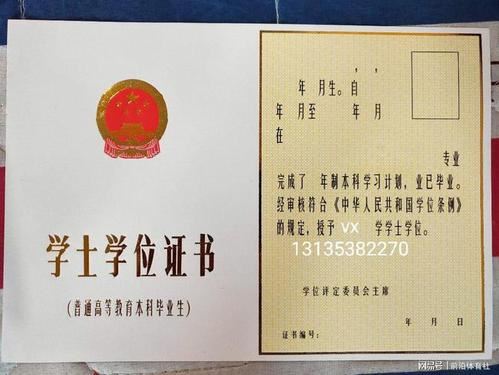 学士学位证书
(普通高等教育本科毕业生)
, ,
年 月生。自
年 月至 年 月
在
专业
完成了 年制本科学习计划，业已毕业。
经审核符合《中华人民共和国学位条例》
的规定，授予 vx 学学士学位。
13135382270
学位评定委员会主席
年 月 日
证书编号：
网易号 | 前拍体育社